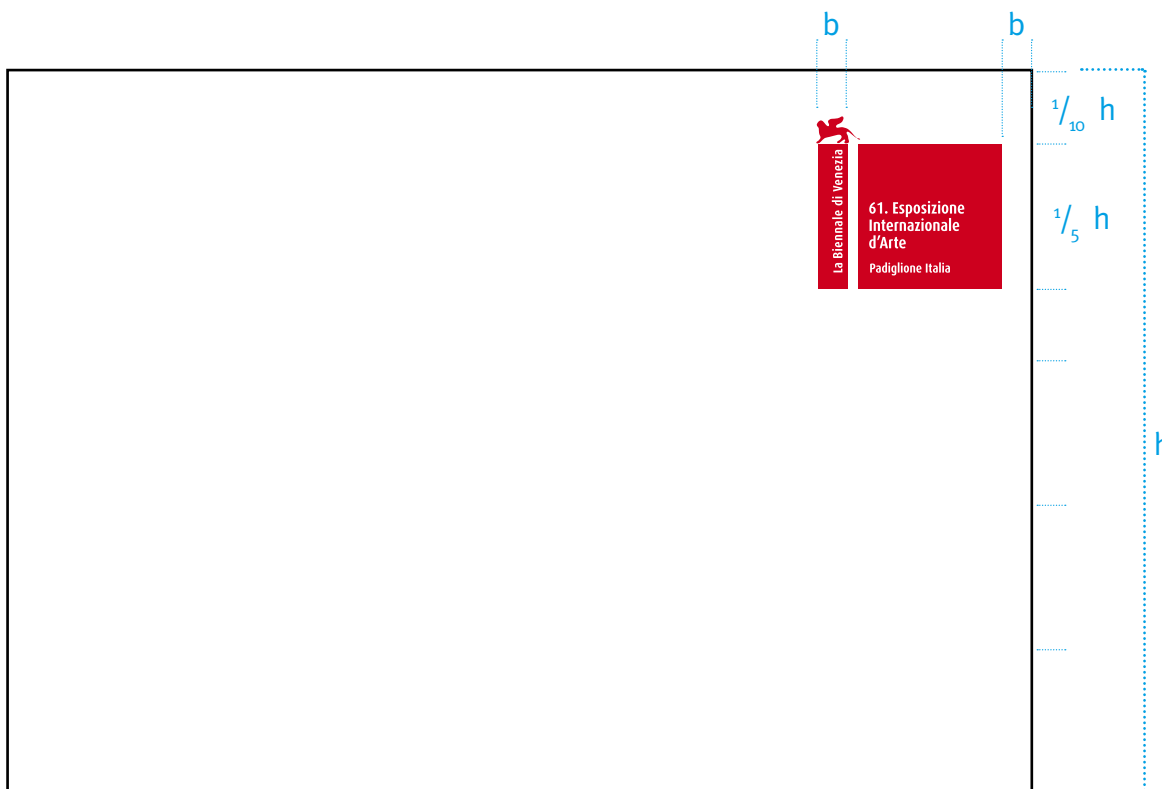 b b
1/10 h
La Biennale di Venezia
61. Esposizione
Internazionale
d'Arte
Padiglione Italia
1/5 h
h